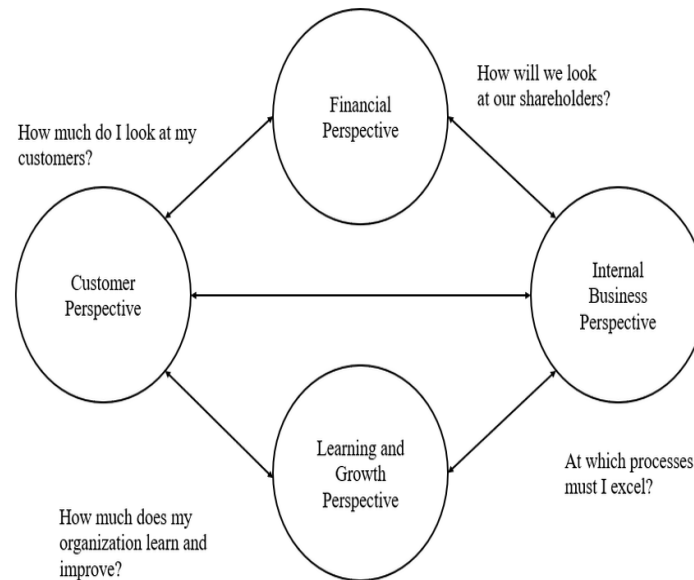 How will we look
at our shareholders?
Financial
Perspective
How much do I look at my
customers?
Customer
Perspective
Internal
Business
Perspective
Learning and
Growth
Perspective
At which processes
must I excel?
How much does my
organization learn and
improve?